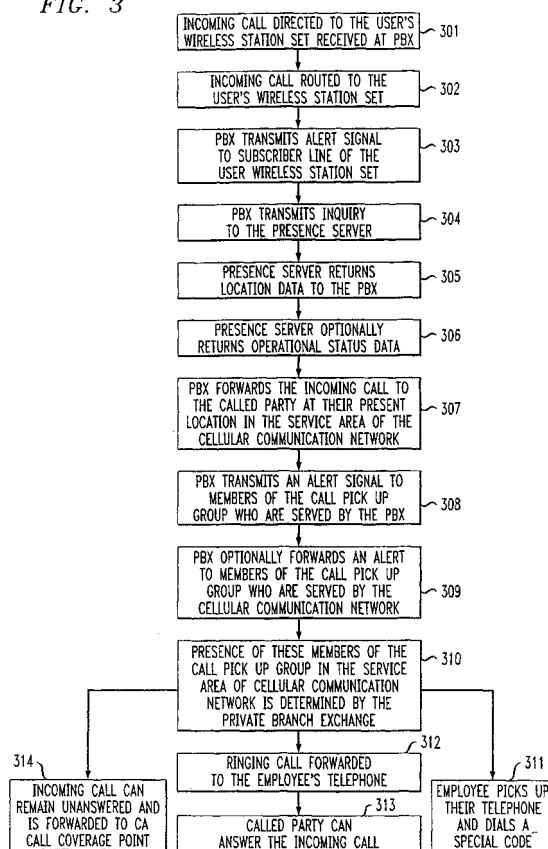 FIG. 3
INCOMING CALL DIRECTED TO THE USER'S
WIRELESS STATION SET RECEIVED AT PBX
301
INCOMING CALL ROUTED TO THE
USER'S WIRELESS STATION SET
302
PBX TRANSMITS ALERT SIGNAL
TO SUBSCRIBER LINE OF THE
USER WIRELESS STATION SET
303
PBX TRANSMITS INQUIRY
TO THE PRESENCE SERVER
304
PRESENCE SERVER RETURNS
LOCATION DATA TO THE PBX
305
PRESENCE SERVER OPTIONALLY
RETURNS OPERATIONAL STATUS DATA
306
PBX FORWARDS THE INCOMING CALL TO
THE CALLED PARTY AT THEIR PRESENT
LOCATION IN THE SERVICE AREA OF THE
CELLULAR COMMUNICATION NETWORK
307
PBX TRANSMITS AN ALERT SIGNAL TO
MEMBERS OF THE CALL PICK UP
GROUP WHO ARE SERVED BY THE PBX
308
PBX OPTIONALLY FORWARDS AN ALERT
TO MEMBERS OF THE CALL PICK UP
GROUP WHO ARE SERVED BY THE
CELLULAR COMMUNICATION NETWORK
309
PRESENCE OF THESE MEMBERS OF THE
CALL PICK UP GROUP IN THE SERVICE
AREA OF CELLULAR COMMUNICATION
NETWORK IS DETERMINED BY THE
PRIVATE BRANCH EXCHANGE
310
314
INCOMING CALL CAN
REMAIN UNANSWERED AND
IS FORWARDED TO CA
CALL COVERAGE POINT
312
RINGING CALL FORWARDED
TO THE EMPLOYEE'S TELEPHONE
313
CALLED PARTY CAN
ANSWER THE INCOMING CALL
311
EMPLOYEE PICKS UP
THEIR TELEPHONE
AND DIALS A
SPECIAL CODE